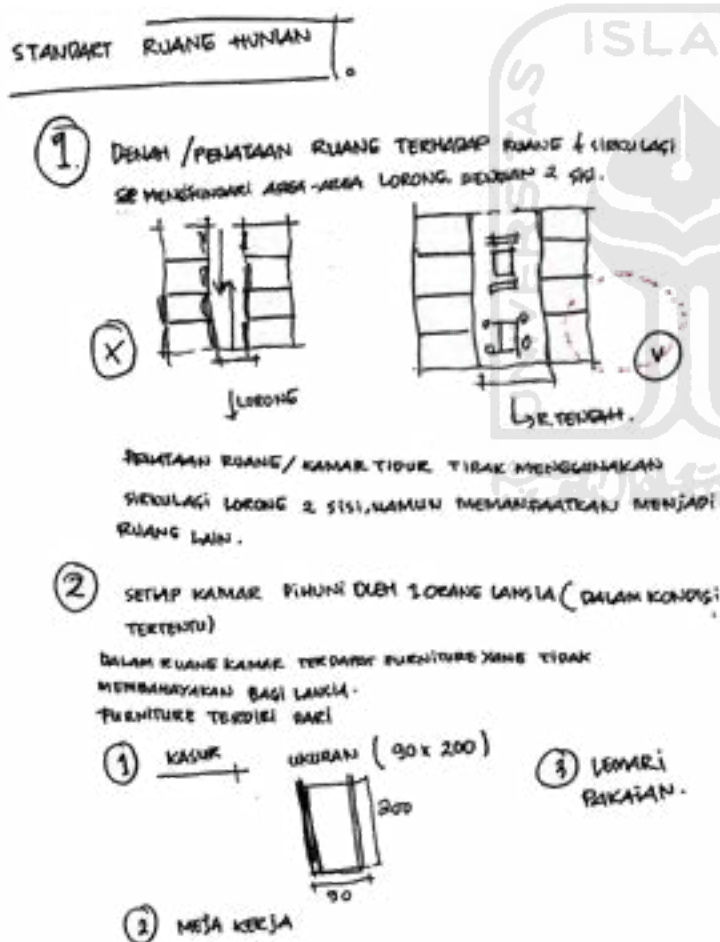 STANDART RUANG HUNIAN
1. DENAH / PENATAAN RUANG TERHADAP RUANG & SIRKULASI
MENGHINDARI AREA-AREA LORONG DENGAN 2 SISI.
X
V
LORONG
R. TENGAH.
PENATAAN RUANG / KAMAR TIDUR TIDAK MENGGUNAKAN
SIRKULASI LORONG 2 SISI, NAMUN MEMANFAATKAN MENJADI
RUANG LAIN.
2 SETIAP KAMAR DIHUNI OLEH 1 ORANG LANSIA ( DALAM KONDISI
TERTENTU)
DALAM RUANG KAMAR TERDAPAT FURNITURE YANG TIDAK
MEMBAHAYAKAN BAGI LANSIA.
FURNITURE TERDIRI DARI
1 KASUR UKURAN ( 90 x 200 )
200
90
3 LEMARI
PAKAIAN.
2 MEJA KERJA
ISLA